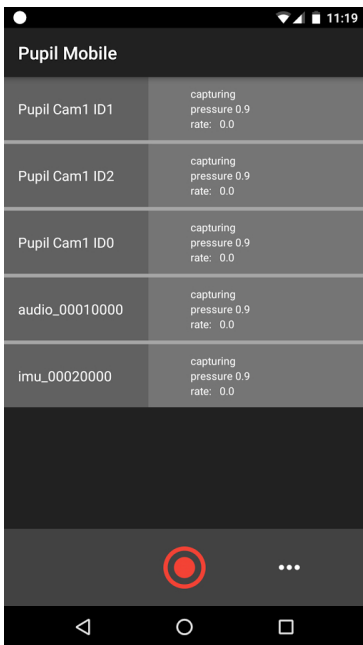 11:19
Pupil Mobile
Pupil Cam1 ID1
capturing
pressure 0.9
rate: 0.0
Pupil Cam1 ID2
capturing
pressure 0.9
rate: 0.0
Pupil Cam1 ID0
capturing
pressure 0.9
rate: 0.0
audio_00010000
capturing
pressure 0.9
rate: 0.0
imu_00020000
capturing
pressure 0.9
rate: 0.0